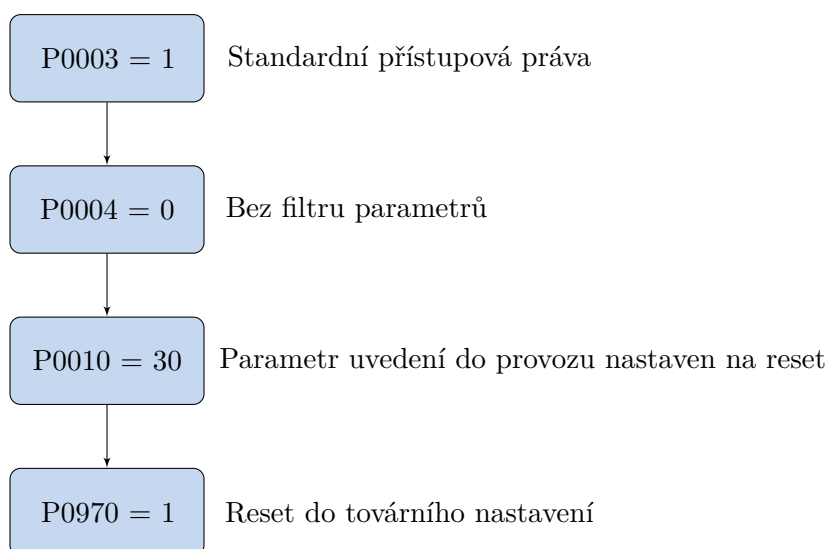 P0003 = 1 Standardní přístupová práva
P0004 = 0 Bez filtru parametrů
P0010 = 30 Parametr uvedení do provozu nastaven na reset
P0970 = 1 Reset do továrního nastavení